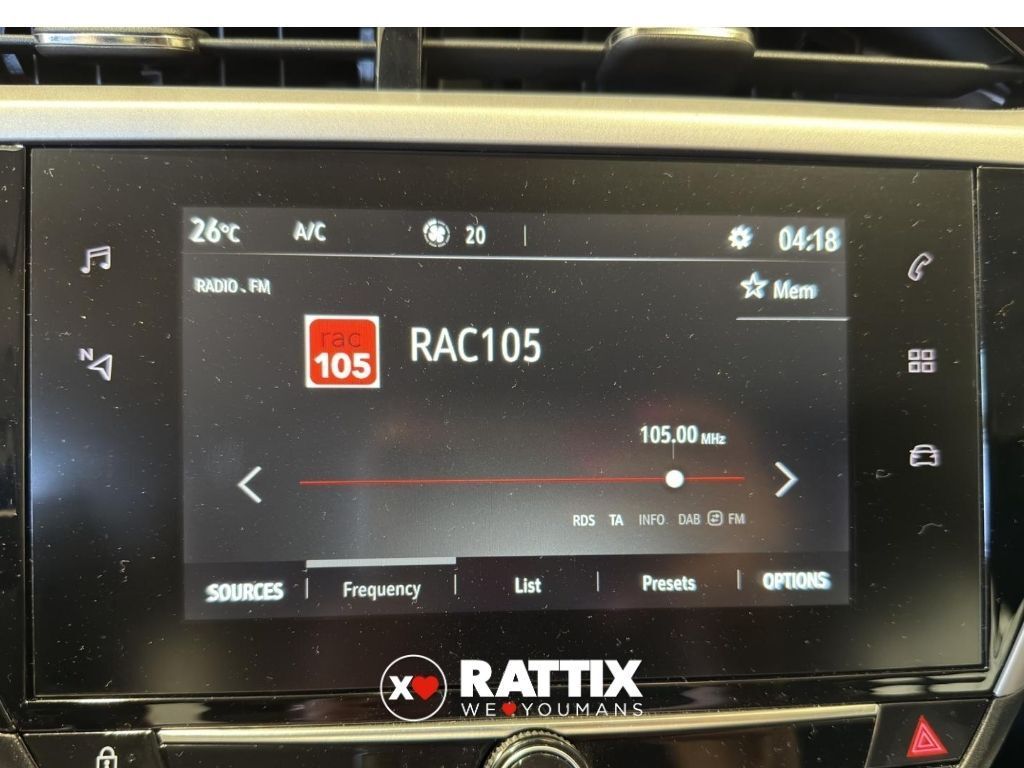 26°C A/C 20 04:18
RADIO . FM
Mem
rac
105
RAC105
105.00 MHz
N
RDS TA INFO DAB FM
SOURCES Frequency List Presets OPTIONS
X RATTIX
WE YOUMANS